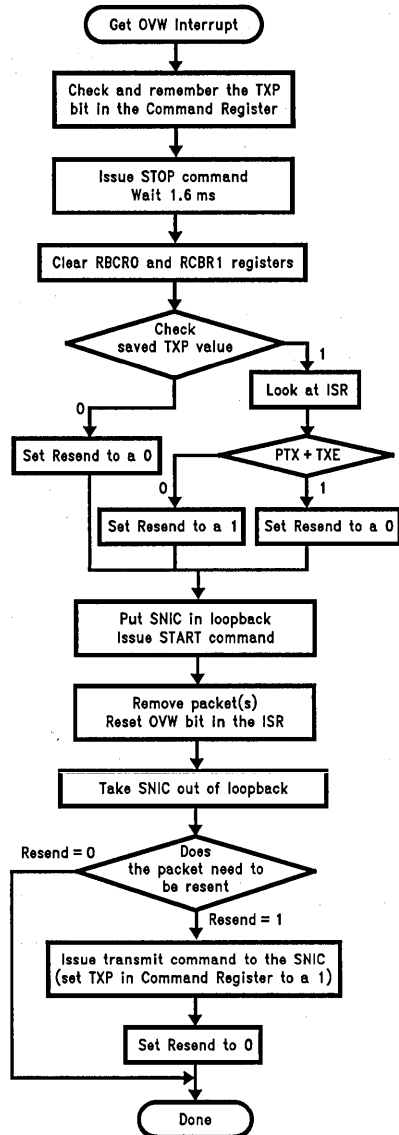 Get OVW Interrupt
Check and remember the TXP
bit in the Command Register
Issue STOP command
Wait 1.6 ms
Clear RBCR0 and RCBR1 registers
Check
saved TXP value
1
Look at ISR
0
Set Resend to a 0
PTX + TXE
0
1
Set Resend to a 1
Set Resend to a 0
Put SNIC in loopback
Issue START command
Remove packet(s)
Reset OVW bit in the ISR
Take SNIC out of loopback
Resend = 0
Does
the packet need to
be resent
Resend = 1
Issue transmit command to the SNIC
(set TXP in Command Register to a 1)
Set Resend to 0
Done